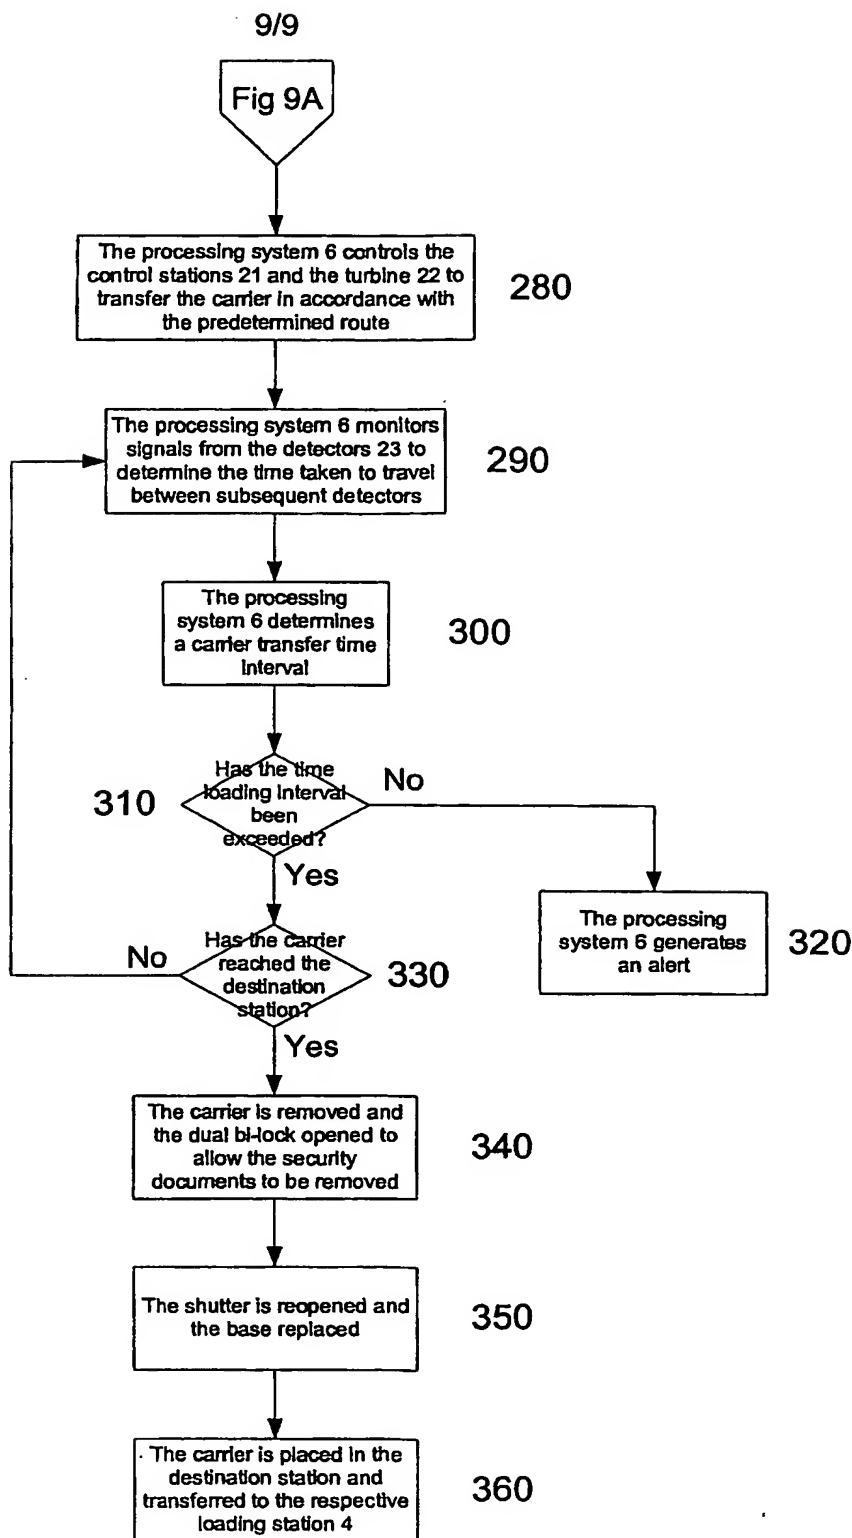 9/9
Fig 9A
The processing system 6 controls the
control stations 21 and the turbine 22 to
transfer the carrier in accordance with
the predetermined route
280
The processing system 6 monitors
signals from the detectors 23 to
determine the time taken to travel
between subsequent detectors
290
The processing
system 6 determines
a carrier transfer time
interval
300
Has the time
loading interval
been
exceeded?
310
No
Yes
The processing
system 6 generates
an alert
320
Has the carrier
reached the
destination
station?
No
330
Yes
The carrier is removed and
the dual bi-lock opened to
allow the security
documents to be removed
340
The shutter is reopened and
the base replaced
350
The carrier is placed in the
destination station and
transferred to the respective
loading station 4
360